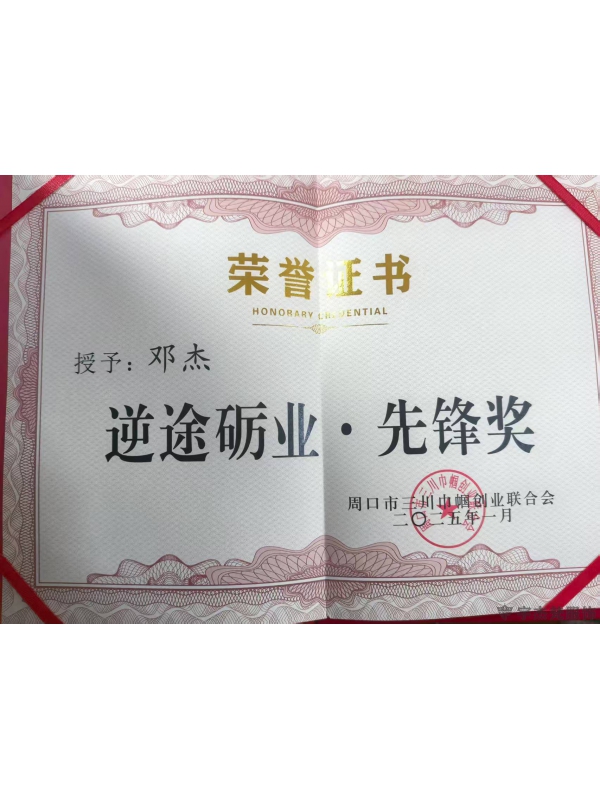 荣誉证书
HONORARY CREDENTIAL
授予：邓杰
逆途砺业·先锋奖
周口市三川巾帼创业联合会
二〇二五年一月